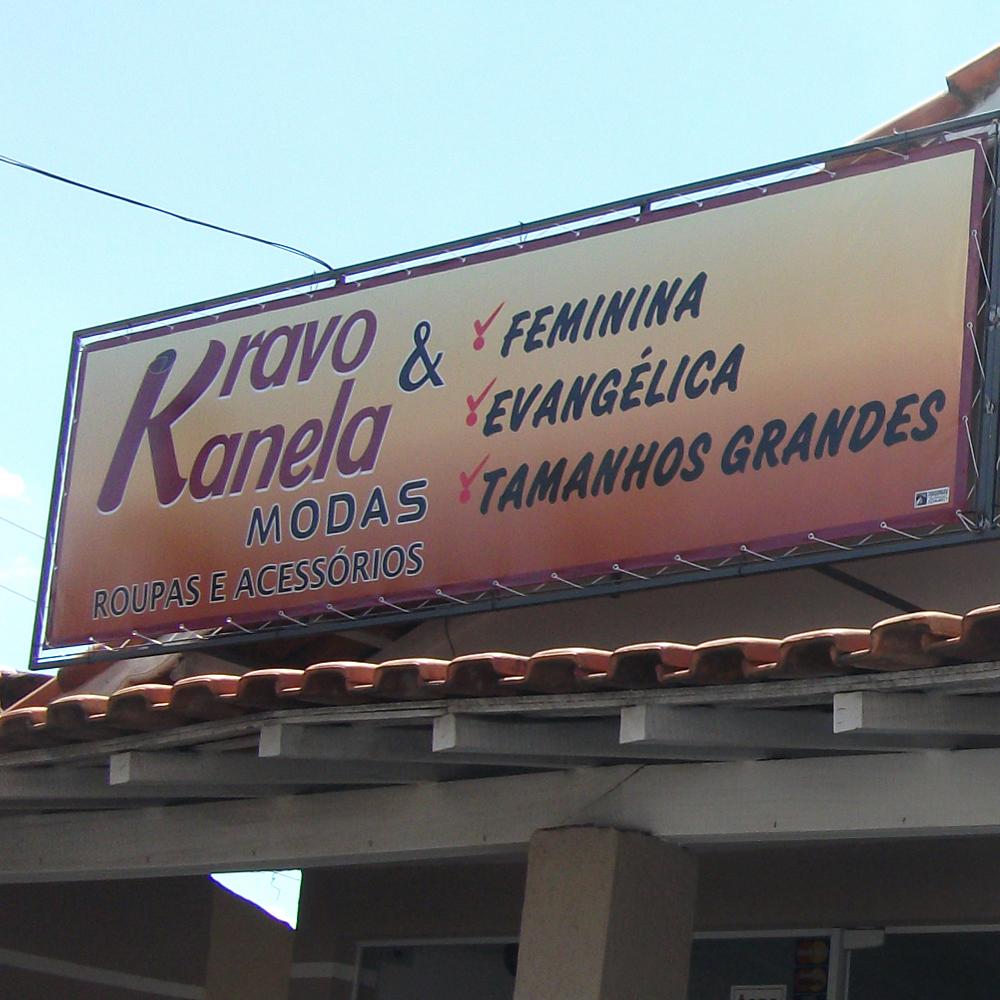 Kravo &
Kanela
MODAS
ROUPAS E ACESSÓRIOS
FEMININA
EVANGÉLICA
TAMANHOS GRANDES